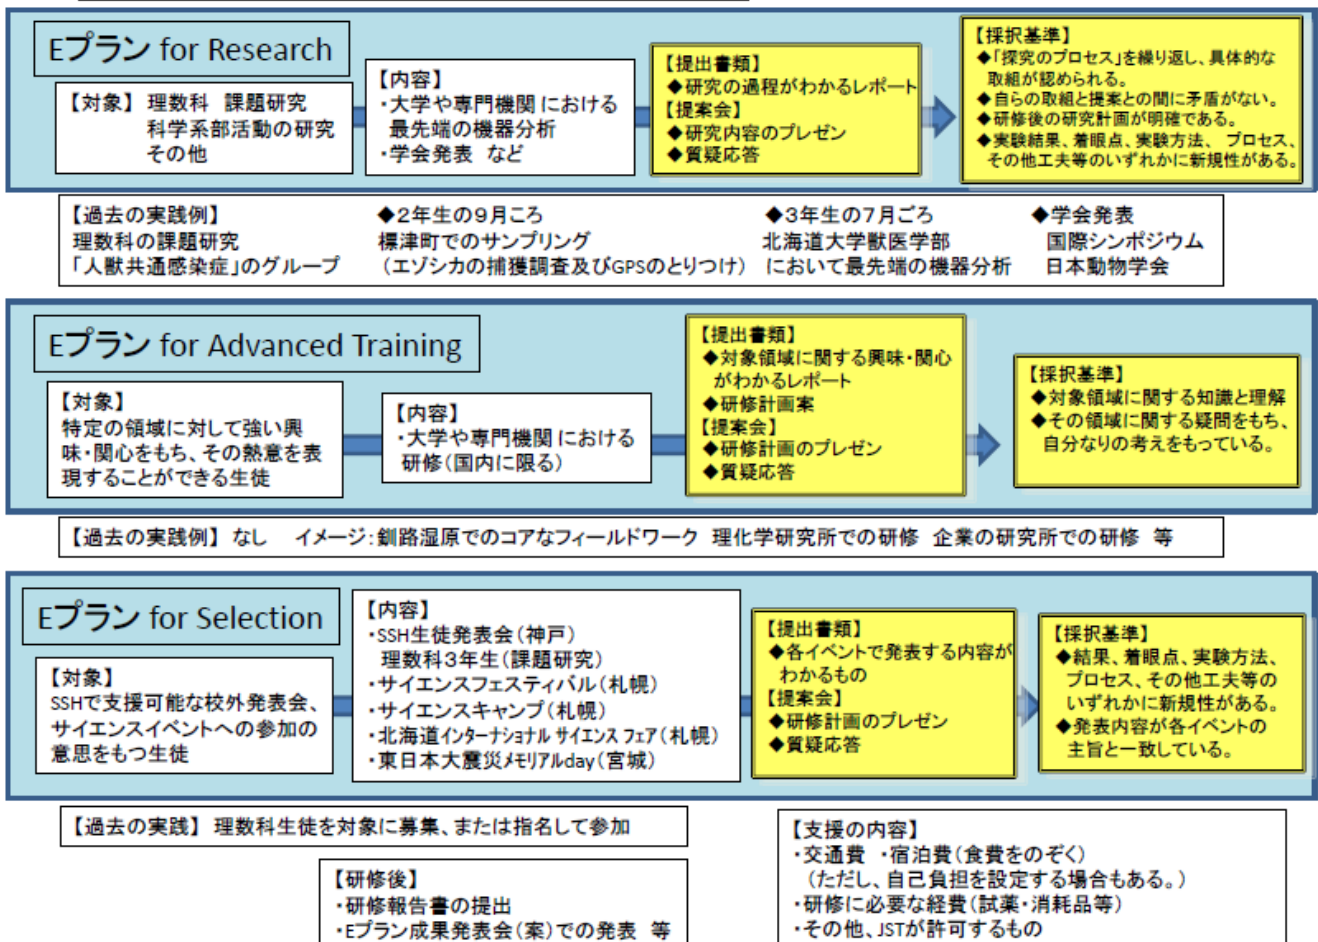 Eプラン for Research
【対象】 理数科　課題研究
科学系部活動の研究
その他
【内容】
・大学や専門機関における
最先端の機器分析
・学会発表　など
【提出書類】
◆研究の過程がわかるレポート
【提案会】
◆研究内容のプレゼン
◆質疑応答
【採択基準】
◆「探究のプロセス」を繰り返し、具体的な
取組が認められる。
◆自らの取組と提案との間に矛盾がない。
◆研修後の研究計画が明確である。
◆実験結果、着眼点、実験方法、　プロセス、
その他工夫等のいずれかに新規性がある。
【過去の実践例】
理数科の課題研究
「人獣共通感染症」のグループ
◆2年生の9月ころ
標津町でのサンプリング
（エゾシカの捕獲調査及びGPSのとりつけ）
◆3年生の7月ごろ
北海道大学獣医学部
において最先端の機器分析
◆学会発表
国際シンポジウム
日本動物学会
Eプラン for Advanced Training
【対象】
特定の領域に対して強い興
味・関心をもち、その熱意を表
現することができる生徒
【内容】
・大学や専門機関における
研修（国内に限る）
【提出書類】
◆対象領域に関する興味・関心
がわかるレポート
◆研修計画案
【提案会】
◆研修計画のプレゼン
◆質疑応答
【採択基準】
◆対象領域に関する知識と理解
◆その領域に関する疑問をもち、
自分なりの考えをもっている。
【過去の実践例】 なし　イメージ：釧路湿原でのコアなフィールドワーク　理化学研究所での研修　企業の研究所での研修　等
Eプラン for Selection
【対象】
SSHで支援可能な校外発表会、
サイエンスイベントへの参加の
意思をもつ生徒
【内容】
・SSH生徒発表会（神戸）
理数科3年生（課題研究）
・サイエンスフェスティバル（札幌）
・サイエンスキャンプ（札幌）
・北海道インターナショナル サイエンス フェア（札幌）
・東日本大震災メモリアルday（宮城）
【提出書類】
◆各イベントで発表する内容が
わかるもの
【提案会】
◆研修計画のプレゼン
◆質疑応答
【採択基準】
◆結果、着眼点、実験方法、
プロセス、その他工夫等の
いずれかに新規性がある。
◆発表内容が各イベントの
主旨と一致している。
【過去の実践】 理数科生徒を対象に募集、または指名して参加
【研修後】
・研修報告書の提出
・Eプラン成果発表会（案）での発表　等
【支援の内容】
・交通費　・宿泊費（食費をのぞく）
（ただし、自己負担を設定する場合もある。）
・研修に必要な経費（試薬・消耗品等）
・その他、JSTが許可するもの